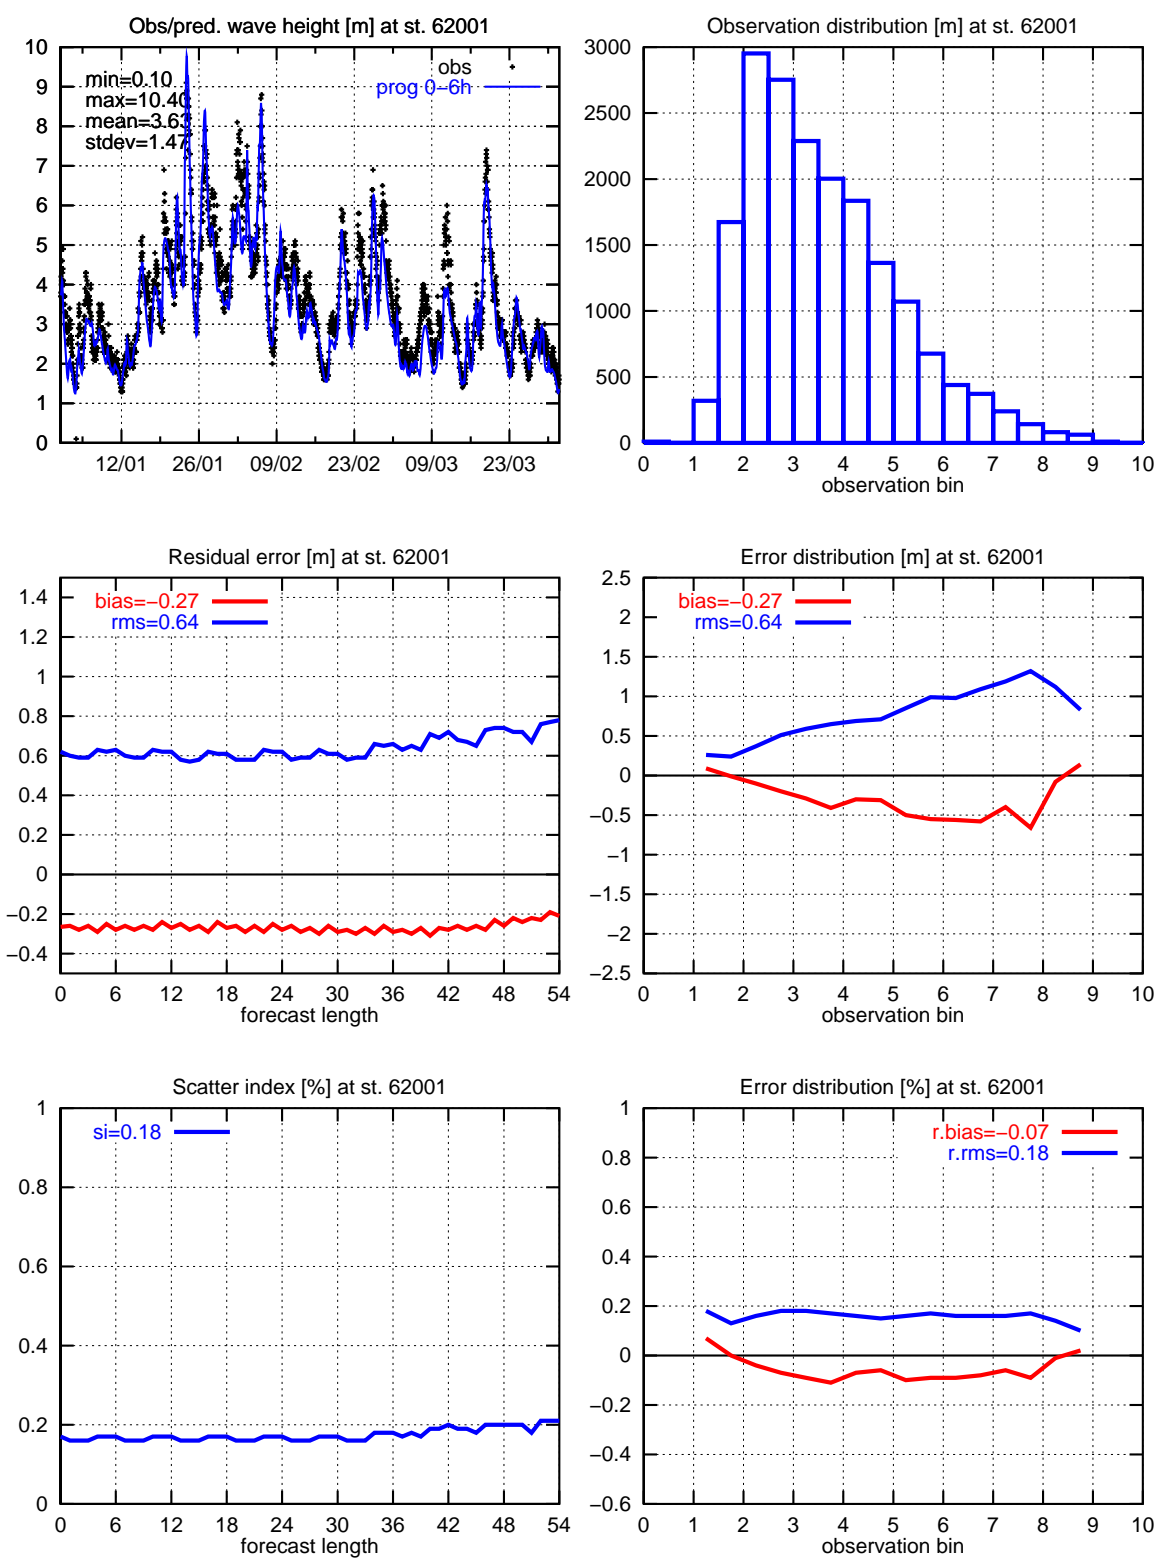 Obs/pred. wave height [m] at st. 62001
10
9
8
7
6
5
4
3
2
1
0
min=0.10
max=10.40
mean=3.63
stdev=1.47
obs
prog 0−6h
12/01 26/01 09/02 23/02 09/03 23/03
Observation distribution [m] at st. 62001
3000
2500
2000
1500
1000
500
0
0 1 2 3 4 5 6 7 8 9 10
observation bin
Residual error [m] at st. 62001
1.4
1.2
1
0.8
0.6
0.4
0.2
0
−0.2
−0.4
bias=−0.27
rms=0.64
0 6 12 18 24 30 36 42 48 54
forecast length
Error distribution [m] at st. 62001
2.5
2
1.5
1
0.5
0
−0.5
−1
−1.5
−2
−2.5
bias=−0.27
rms=0.64
0 1 2 3 4 5 6 7 8 9 10
observation bin
Scatter index [%] at st. 62001
1
0.8
0.6
0.4
0.2
0
si=0.18
0 6 12 18 24 30 36 42 48 54
forecast length
Error distribution [%] at st. 62001
1
0.8
0.6
0.4
0.2
0
−0.2
−0.4
−0.6
r.bias=−0.07
r.rms=0.18
0 1 2 3 4 5 6 7 8 9 10
observation bin